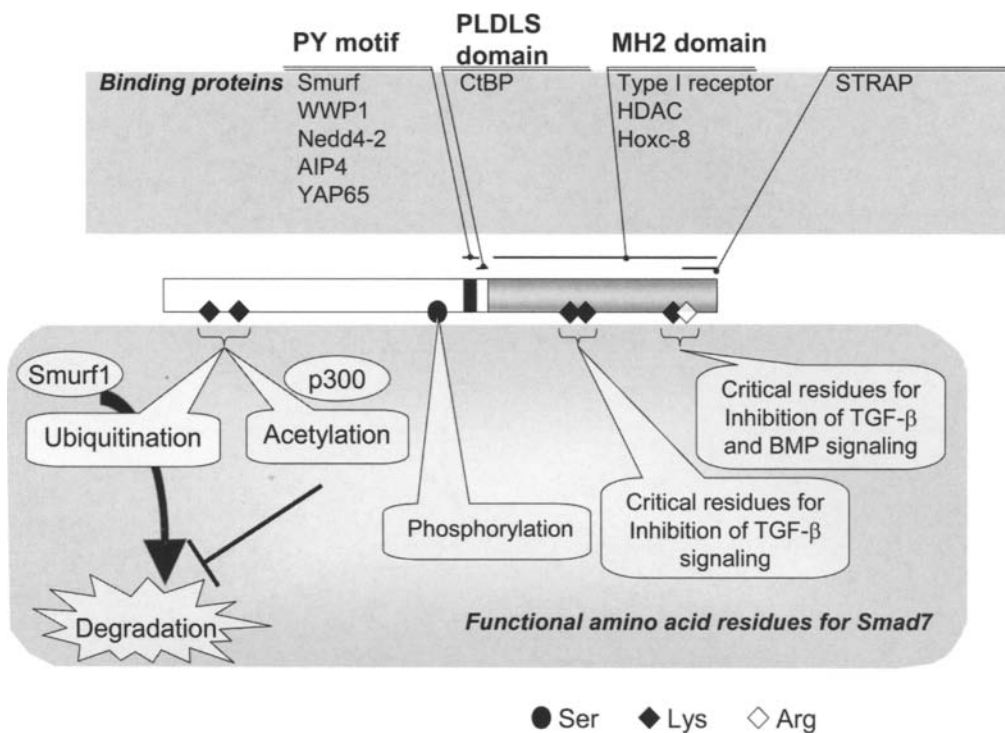 PY motif
PLDLS
domain
MH2 domain
Binding proteins
Smurf
WWP1
Nedd4-2
AIP4
YAP65
CtBP
Type I receptor
HDAC
Hoxc-8
STRAP
Smurf1
p300
Ubiquitination
Acetylation
Phosphorylation
Critical residues for
Inhibition of TGF-β
signaling
Critical residues for
Inhibition of TGF-β
and BMP signaling
Degradation
Functional amino acid residues for Smad7
Ser
Lys
Arg